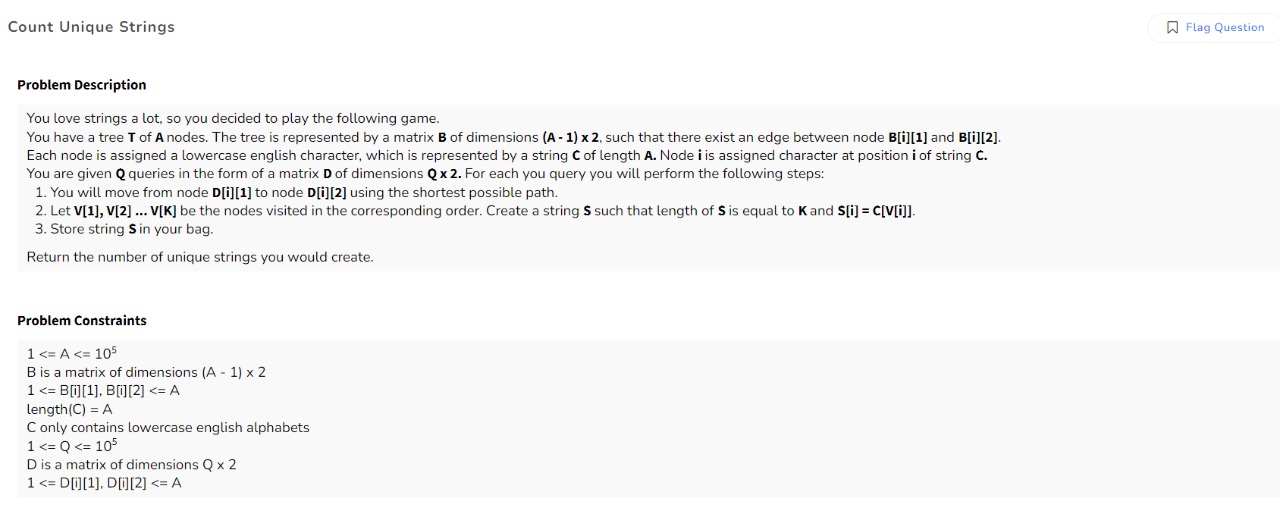 Count Unique Strings
Flag Question
Problem Description
You love strings a lot, so you decided to play the following game.
You have a tree T of A nodes. The tree is represented by a matrix B of dimensions (A - 1) x 2, such that there exist an edge between node B[i][1] and B[i][2].
Each node is assigned a lowercase english character, which is represented by a string C of length A. Node i is assigned character at position i of string C.
You are given Q queries in the form of a matrix D of dimensions Q x 2. For each you query you will perform the following steps:
1. You will move from node D[i][1] to node D[i][2] using the shortest possible path.
2. Let V[1], V[2] ... V[K] be the nodes visited in the corresponding order. Create a string S such that length of S is equal to K and S[i] = C[V[i]].
3. Store string S in your bag.
Return the number of unique strings you would create.
Problem Constraints
1 <= A <= 10⁵
B is a matrix of dimensions (A - 1) x 2
1 <= B[i][1], B[i][2] <= A
length(C) = A
C only contains lowercase english alphabets
1 <= Q <= 10⁵
D is a matrix of dimensions Q x 2
1 <= D[i][1], D[i][2] <= A